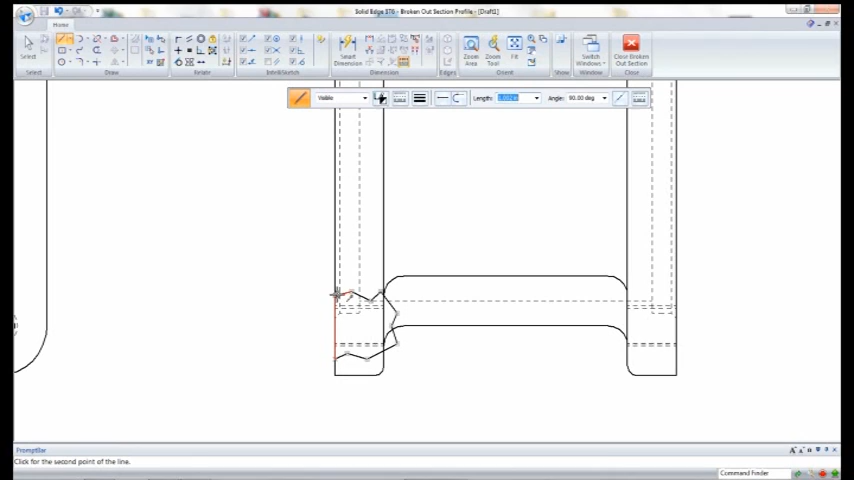 Solid Edge ST6 - Broken Out Section Profile - [Draft1]
Home
Select
Smart Dimension
Zoom Area
Zoom Tool
Fit
Switch Windows
Close Broken Out Section
Select
Draw
Relate
IntelliSketch
Dimension
Edges
Orient
Show
Window
Close
Visible
Length:
Angle: 90.00 deg
PromptBar
Click for the second point of the line.
Command Finder